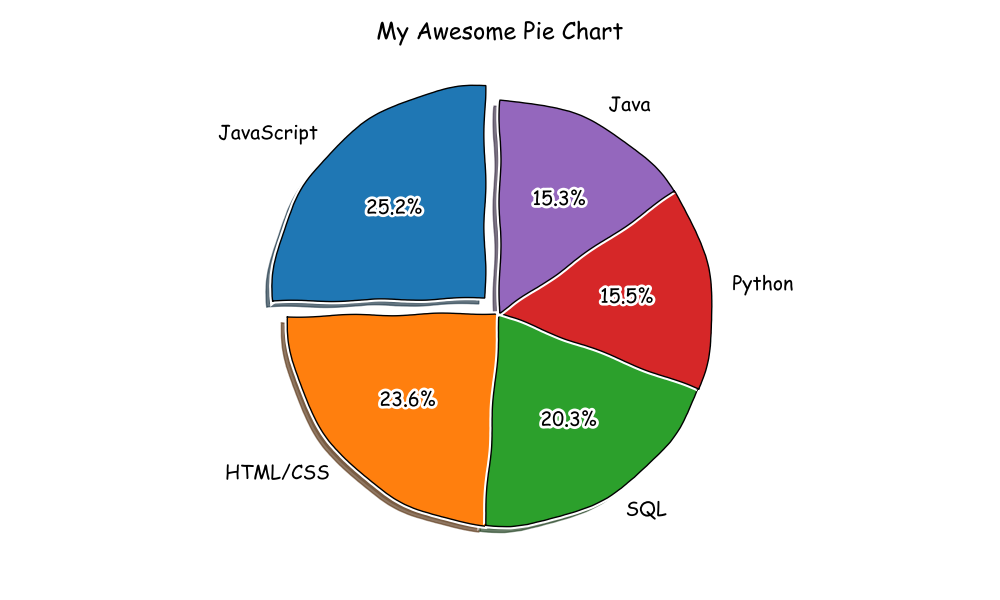 My Awesome Pie Chart
Java
JavaScript
15.3%
25.2%
Python
15.5%
23.6%
20.3%
HTML/CSS
SQL